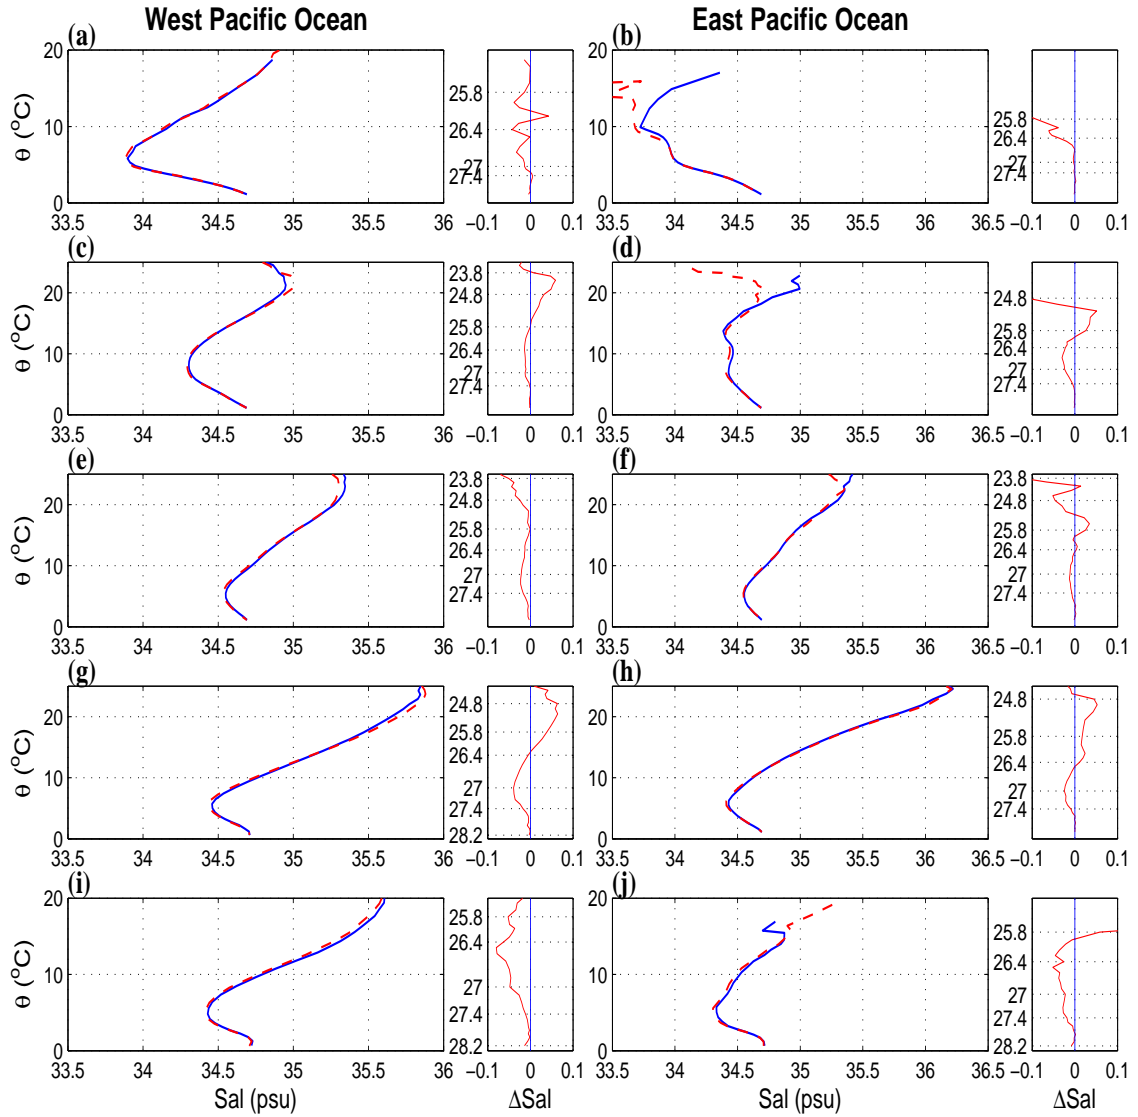 West Pacific Ocean East Pacific Ocean
(a) (b)
20 10 0 θ (°C)
25.8 26.4 27 27.4
20 10 0
25.8 26.4 27 27.4
33.5 34 34.5 35 35.5 36 −0.1 0 0.1 33.5 34 34.5 35 35.5 36 36.5 −0.1 0 0.1
(c) (d)
20 10 0 θ (°C)
23.8 24.8 25.8 26.4 27 27.4
20 10 0
24.8 25.8 26.4 27 27.4
33.5 34 34.5 35 35.5 36 −0.1 0 0.1 33.5 34 34.5 35 35.5 36 36.5 −0.1 0 0.1
(e) (f)
20 10 0 θ (°C)
23.8 24.8 25.8 26.4 27 27.4
20 10 0
23.8 24.8 25.8 26.4 27 27.4
33.5 34 34.5 35 35.5 36 −0.1 0 0.1 33.5 34 34.5 35 35.5 36 36.5 −0.1 0 0.1
(g) (h)
20 10 0 θ (°C)
24.8 25.8 26.4 27 27.4 28.2
20 10 0
24.8 25.8 26.4 27 27.4
33.5 34 34.5 35 35.5 36 −0.1 0 0.1 33.5 34 34.5 35 35.5 36 36.5 −0.1 0 0.1
(i) (j)
20 10 0 θ (°C)
25.8 26.4 27 27.4 28.2
20 10 0
25.8 26.4 27 27.4 28.2
33.5 34 34.5 35 35.5 36 −0.1 0 0.1 33.5 34 34.5 35 35.5 36 36.5 −0.1 0 0.1
Sal (psu) ΔSal Sal (psu) ΔSal